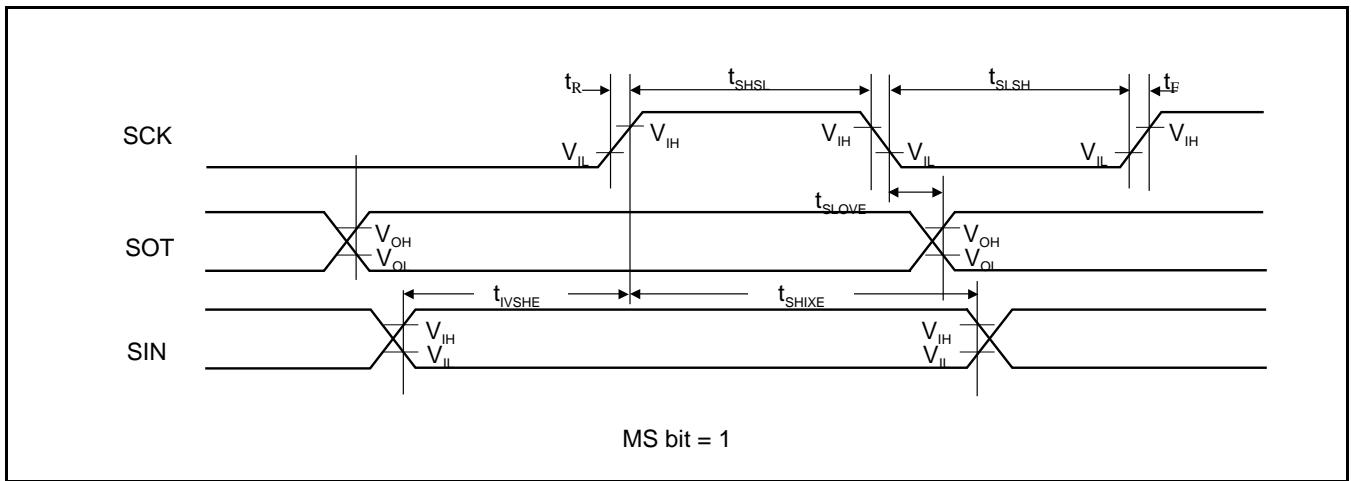 tR tSHSL tSLSH tF
SCK VIL VIH VIH VIL VIL VIH
tSLOVE
SOT VOH VOL VOH VOL
tIVSHE tSHIXE
SIN VIH VIL VIH VIL
MS bit = 1